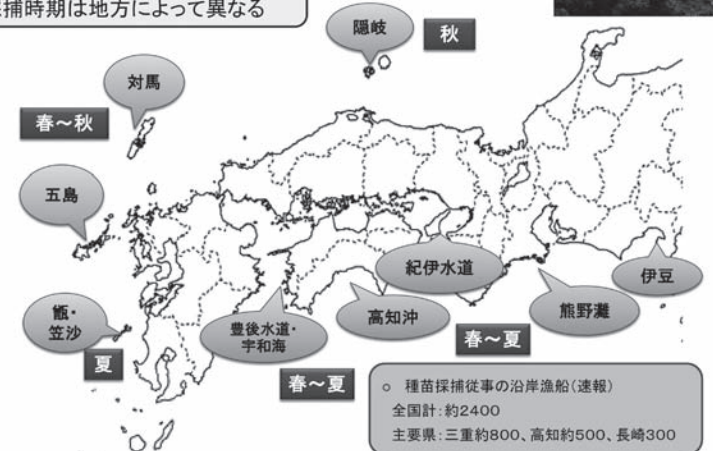 採捕時期は地方によって異なる
隠岐
秋
対馬
春～秋
五島
紀伊水道
伊豆
甑・
笠沙
夏
豊後水道・
宇和海
高知沖
熊野灘
春～夏
春～夏
○ 種苗採捕従事の沿岸漁船(速報)
全国計:約2400
主要県:三重約800、高知約500、長崎300